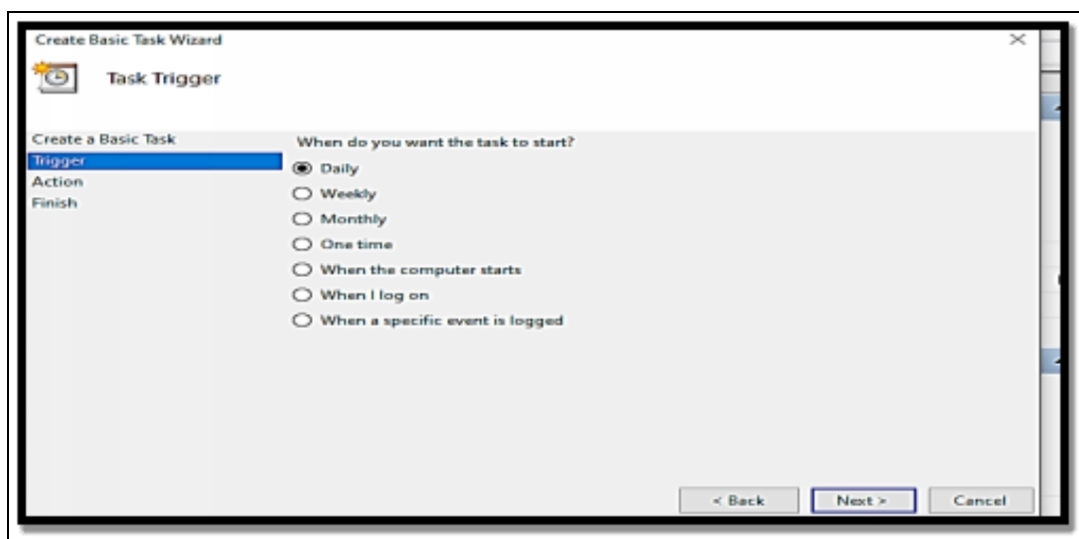 Create Basic Task Wizard
Task Trigger
Create a Basic Task
Trigger
Action
Finish
When do you want the task to start?
Daily
Weekly
Monthly
One time
When the computer starts
When I log on
When a specific event is logged
< Back
Next >
Cancel